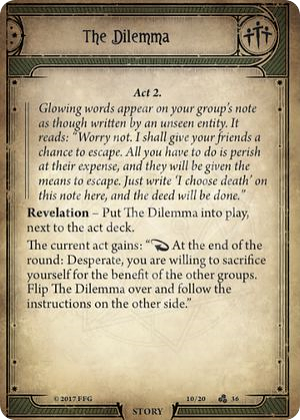 The Dilemma
Act 2.
Glowing words appear on your group's note
as though written by an unseen entity. It
reads: "Worry not. I shall give your friends a
chance to escape. All you have to do is perish
at their expense, and they will be given the
means to escape. Just write 'I choose death' on
this note here, and the deed will be done."
Revelation – Put The Dilemma into play,
next to the act deck.
The current act gains: " At the end of the
round: Desperate, you are willing to sacrifice
yourself for the benefit of the other groups.
Flip The Dilemma over and follow the
instructions on the other side."
© 2017 FFG 10/20 36
STORY